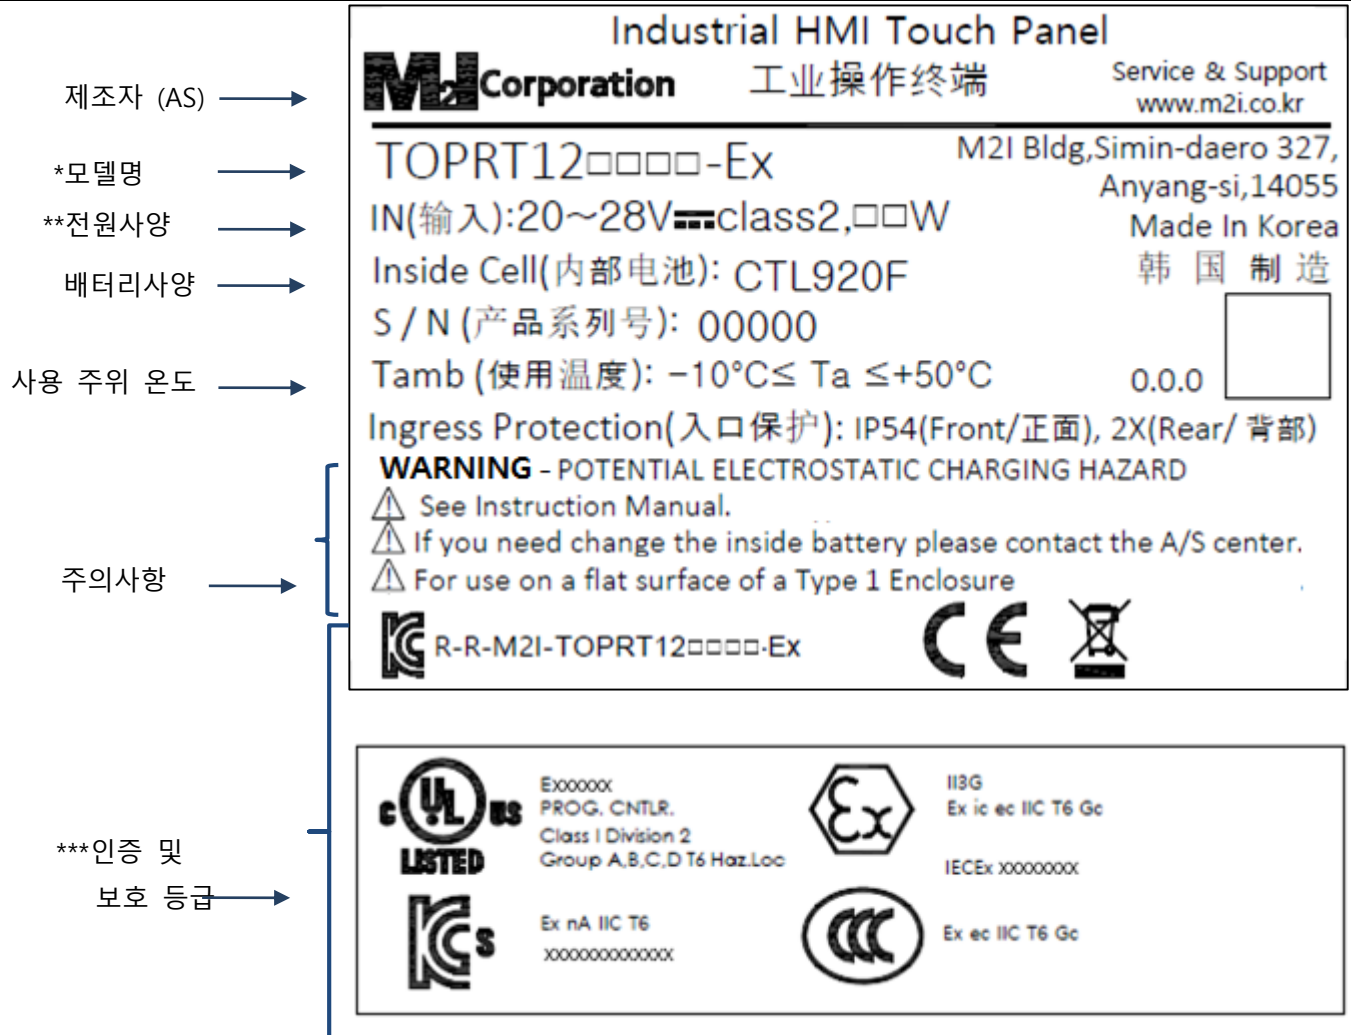 Industrial HMI Touch Panel
M2I Corporation 工业操作终端 Service & Support
www.m2i.co.kr
제조자 (AS)
*모델명
TOPRT12□□□□-Ex
M2I Bldg,Simin-daero 327,
Anyang-si,14055
**전원사양
IN(输入):20~28V⎓class2,□□W
Made In Korea
배터리사양
Inside Cell(内部电池): CTL920F
韩国制造
S / N (产品系列号): 00000
사용 주위 온도
Tamb (使用温度): −10°C≤ Ta ≤+50°C
0.0.0
Ingress Protection(入口保护): IP54(Front/正面), 2X(Rear/ 背部)
주의사항
WARNING - POTENTIAL ELECTROSTATIC CHARGING HAZARD
⚠ See Instruction Manual.
⚠ If you need change the inside battery please contact the A/S center.
⚠ For use on a flat surface of a Type 1 Enclosure
R-R-M2I-TOPRT12□□□□-Ex
CE
***인증 및
보호 등급
C UL US
LISTED
Exxxxxx
PROG. CNTLR.
Class I Division 2
Group A,B,C,D T6 Haz.Loc
Ex
II3G
Ex ic ec IIC T6 Gc
IECEx xxxxxxxx
KC s
Ex nA IIC T6
xxxxxxxxxxxxx
CCC
Ex ec IIC T6 Gc